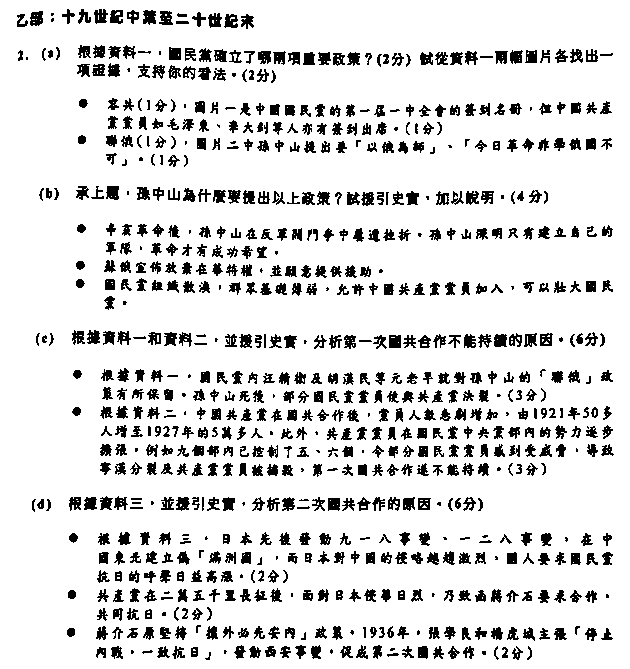 乙部：十九世紀中葉至二十世紀末
2. (a) 根據資料一，國民黨確立了哪兩項重要政策？(2分) 試從資料一兩幅圖片各找出一
項證據，支持你的看法。(2分)
● 容共(1分)，圖片一是中國國民黨的第一屆一中全會的簽到名冊，但中國共產
黨黨員如毛澤東、李大釗等人亦有簽到出席。(1分)
● 聯俄(1分)，圖片二中孫中山提出要「以俄為師」、「今日革命非學俄國不
可」。(1分)
(b) 承上題，孫中山為什麼要提出以上政策？試援引史實，加以說明。(4分)
● 辛亥革命後，孫中山在反軍閥鬥爭中屢遭挫折。孫中山深明只有建立自己的
軍隊，革命才有成功希望。
● 蘇俄宣佈放棄在華特權，並願意提供援助。
● 國民黨組織散渙，群眾基礎薄弱，允許中國共產黨黨員加入，可以壯大國民
黨。
(c) 根據資料一和資料二，並援引史實，分析第一次國共合作不能持續的原因。(6分)
● 根據資料一，國民黨內汪精衛及胡漢民等元老早就對孫中山的「聯俄」政
策有所保留。孫中山死後，部分國民黨黨員便與共產黨決裂。(3分)
● 根據資料二，中國共產黨在國共合作後，黨員人數急劇增加，由1921年50多
人增至1927年的5萬多人。此外，共產黨黨員在國民黨中央黨部內的勢力逐步
擴張，例如九個部內已控制了五、六個，令部分國民黨黨員感到受威脅，導致
寧漢分裂及共產黨黨員被捕殺，第一次國共合作遂不能持續。(3分)
(d) 根據資料三，並援引史實，分析第二次國共合作的原因。(6分)
● 根據資料三，日本先後發動九一八事變、一二八事變，在中
國東北建立偽「滿洲國」，而日本對中國的侵略越趨激烈，國人要求國民黨
抗日的呼聲日益高漲。(2分)
● 共產黨在二萬五千里長征後，面對日本侵華日烈，乃致函蔣介石要求合作，
共同抗日。(2分)
● 蔣介石原堅持「攘外必先安內」政策，1936年，張學良和楊虎城主張「停止
內戰，一致抗日」，發動西安事變，促成第二次國共合作。(2分)